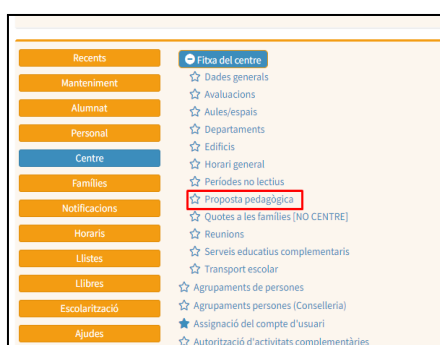 Recents
Manteniment
Alumnat
Personal
Centre
Famílies
Notificacions
Horaris
Llistes
Llibres
Escolarització
Ajudes
Fitxa del centre
Dades generals
Avaluacions
Aules/espais
Departaments
Edificis
Horari general
Períodes no lectius
Proposta pedagògica
Quotes a les famílies [NO CENTRE]
Reunions
Serveis educatius complementaris
Transport escolar
Agrupaments de persones
Agrupaments persones (Conselleria)
Assignació del compte d'usuari
Autorització d'activitats complementàries